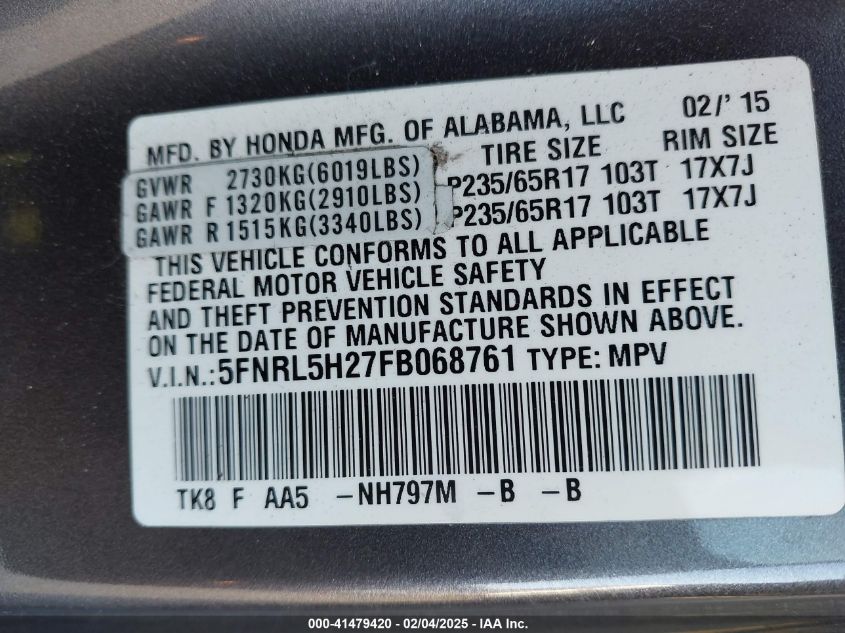 MFD. BY HONDA MFG. OF ALABAMA, LLC 02/' 15
TIRE SIZE RIM SIZE
GVWR 2730KG(6019LBS)
GAWR F 1320KG(2910LBS) P235/65R17 103T 17X7J
GAWR R 1515KG(3340LBS) P235/65R17 103T 17X7J
THIS VEHICLE CONFORMS TO ALL APPLICABLE
FEDERAL MOTOR VEHICLE SAFETY
AND THEFT PREVENTION STANDARDS IN EFFECT
ON THE DATE OF MANUFACTURE SHOWN ABOVE.
V.I.N.: 5FNRL5H27FB068761 TYPE: MPV
TK8 F AA5 -NH797M -B -B
000-41479420 - 02/04/2025 - © IAA, Inc.